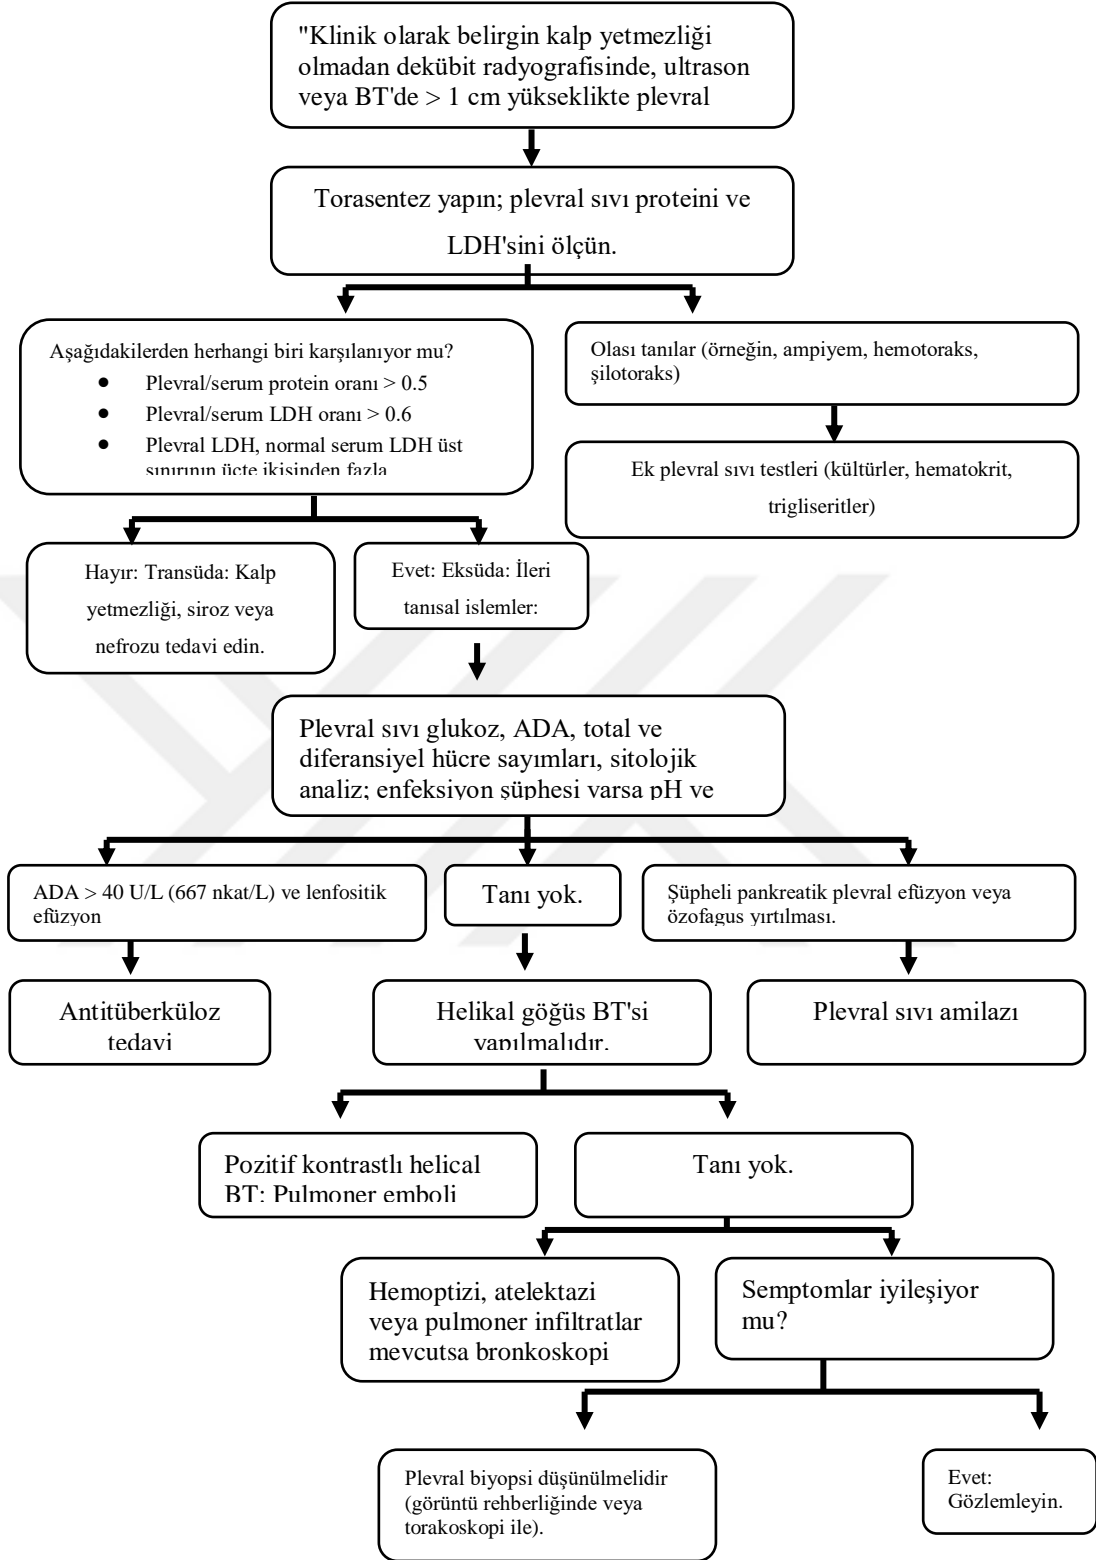 "Klinik olarak belirgin kalp yetmezliği
olmadan dekübit radyografisinde, ultrason
veya BT'de > 1 cm yükseklikte plevral
Torasentez yapın; plevral sıvı proteini ve
LDH'sini ölçün.
Aşağıdakilerden herhangi biri karşılanıyor mu?
• Plevral/serum protein oranı > 0.5
• Plevral/serum LDH oranı > 0.6
• Plevral LDH, normal serum LDH üst
sınırının üçte ikisinden fazla
Olası tanılar (örneğin, ampiyem, hemotoraks,
şilotoraks)
Ek plevral sıvı testleri (kültürler, hematokrit,
trigliseritler)
Hayır: Transüda: Kalp
yetmezliği, siroz veya
nefrozu tedavi edin.
Evet: Eksüda: İleri
tanısal islemler:
Plevral sıvı glukoz, ADA, total ve
diferansiyel hücre sayımları, sitolojik
analiz; enfeksiyon şüphesi varsa pH ve
ADA > 40 U/L (667 nkat/L) ve lenfositik
efüzyon
Tanı yok.
Şüpheli pankreatik plevral efüzyon veya
özofagus yırtılması.
Antitüberküloz
tedavi
Helikal göğüs BT'si
yapılmalıdır.
Plevral sıvı amilazı
Pozitif kontrastlı helical
BT: Pulmoner emboli
Tanı yok.
Hemoptizi, atelektazi
veya pulmoner infiltratlar
mevcutsa bronkoskopi
Semptomlar iyileşiyor
mu?
Plevral biyopsi düşünülmelidir
(görüntü rehberliğinde veya
torakoskopi ile).
Evet:
Gözlemleyin.